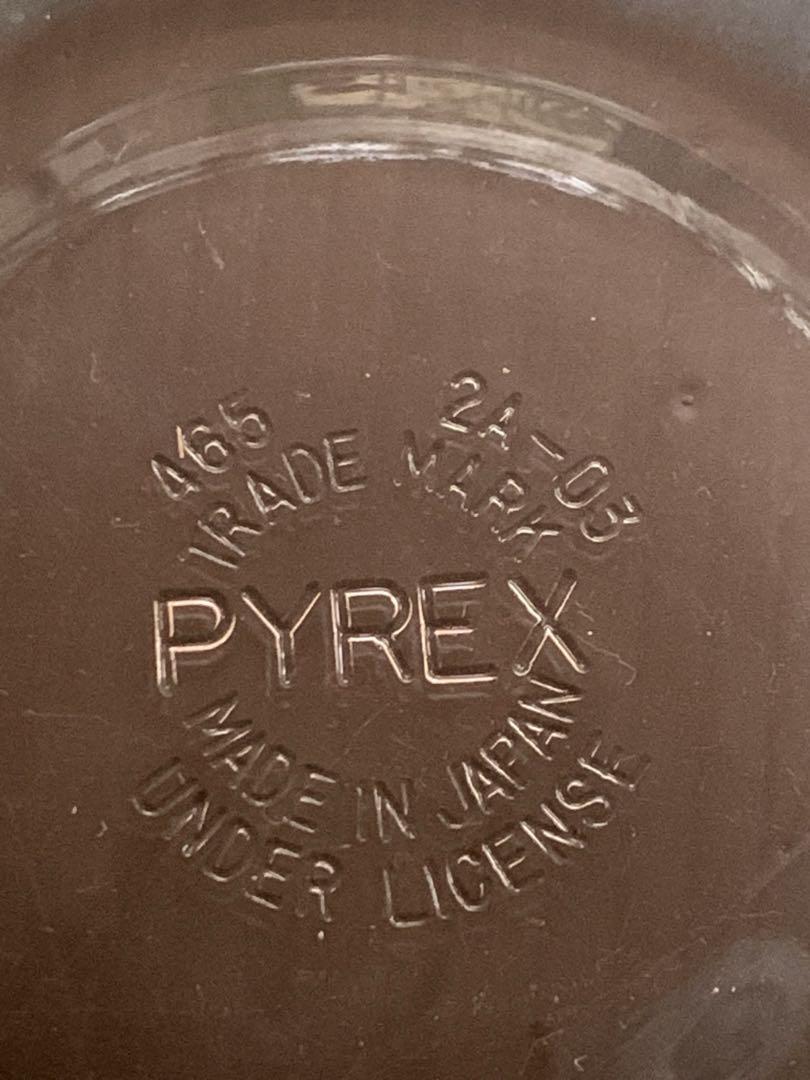 465 2A-03
TRADE MARK
PYREX
MADE IN JAPAN
UNDER LICENSE